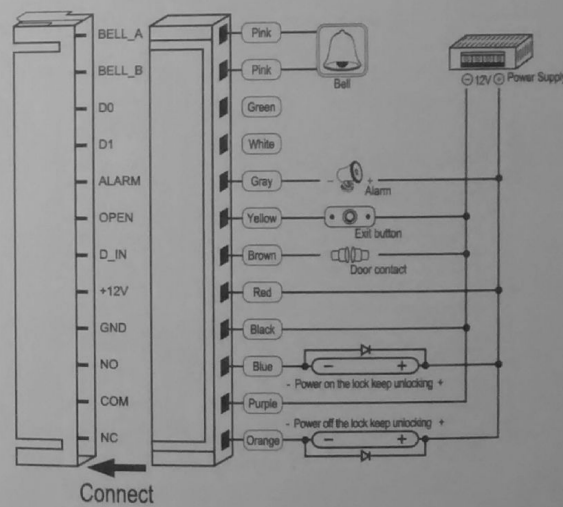 BELL_A Pink
Bell
BELL_B Pink
⊖ 12V ⊕ Power Supply
D0 Green
D1 White
ALARM Gray - + Alarm
OPEN Yellow
Exit button
D_IN Brown
Door contact
+12V Red
GND Black
NO Blue - +
- Power on the lock keep unlocking +
COM Purple
- Power off the lock keep unlocking +
NC Orange - +
Connect